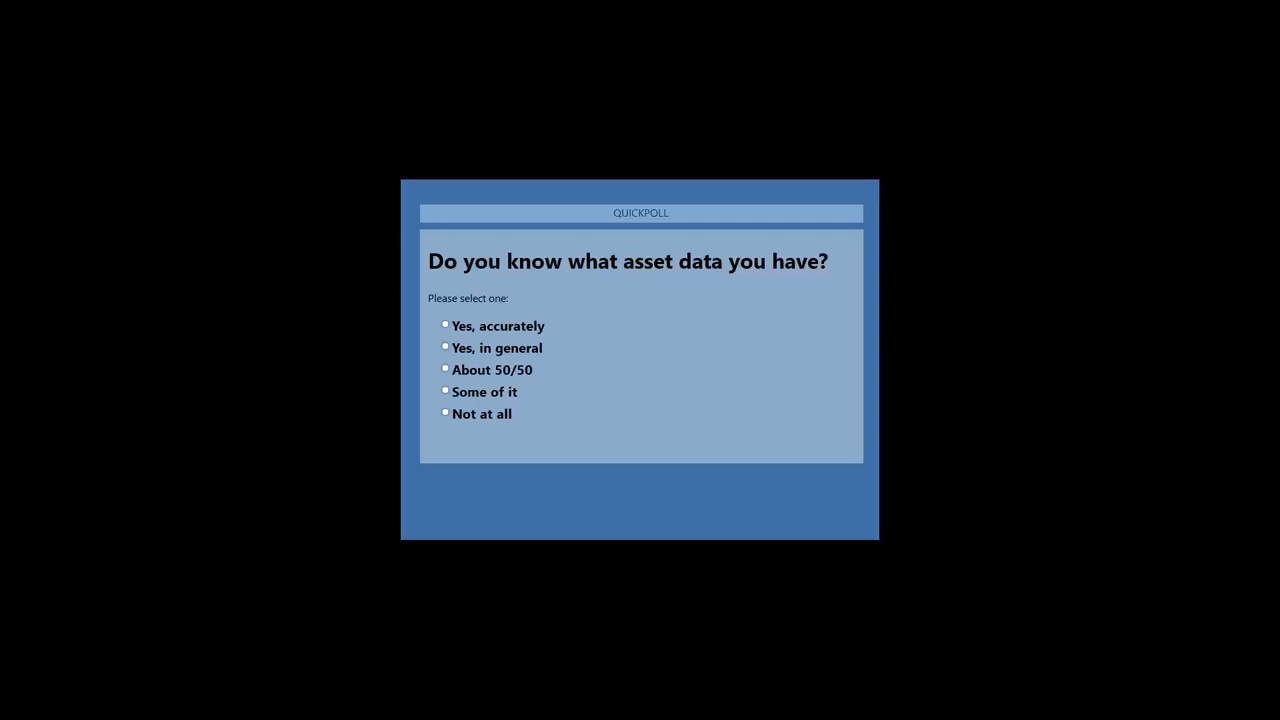 QUICKPOLL
Do you know what asset data you have?
Please select one:
Yes, accurately
Yes, in general
About 50/50
Some of it
Not at all